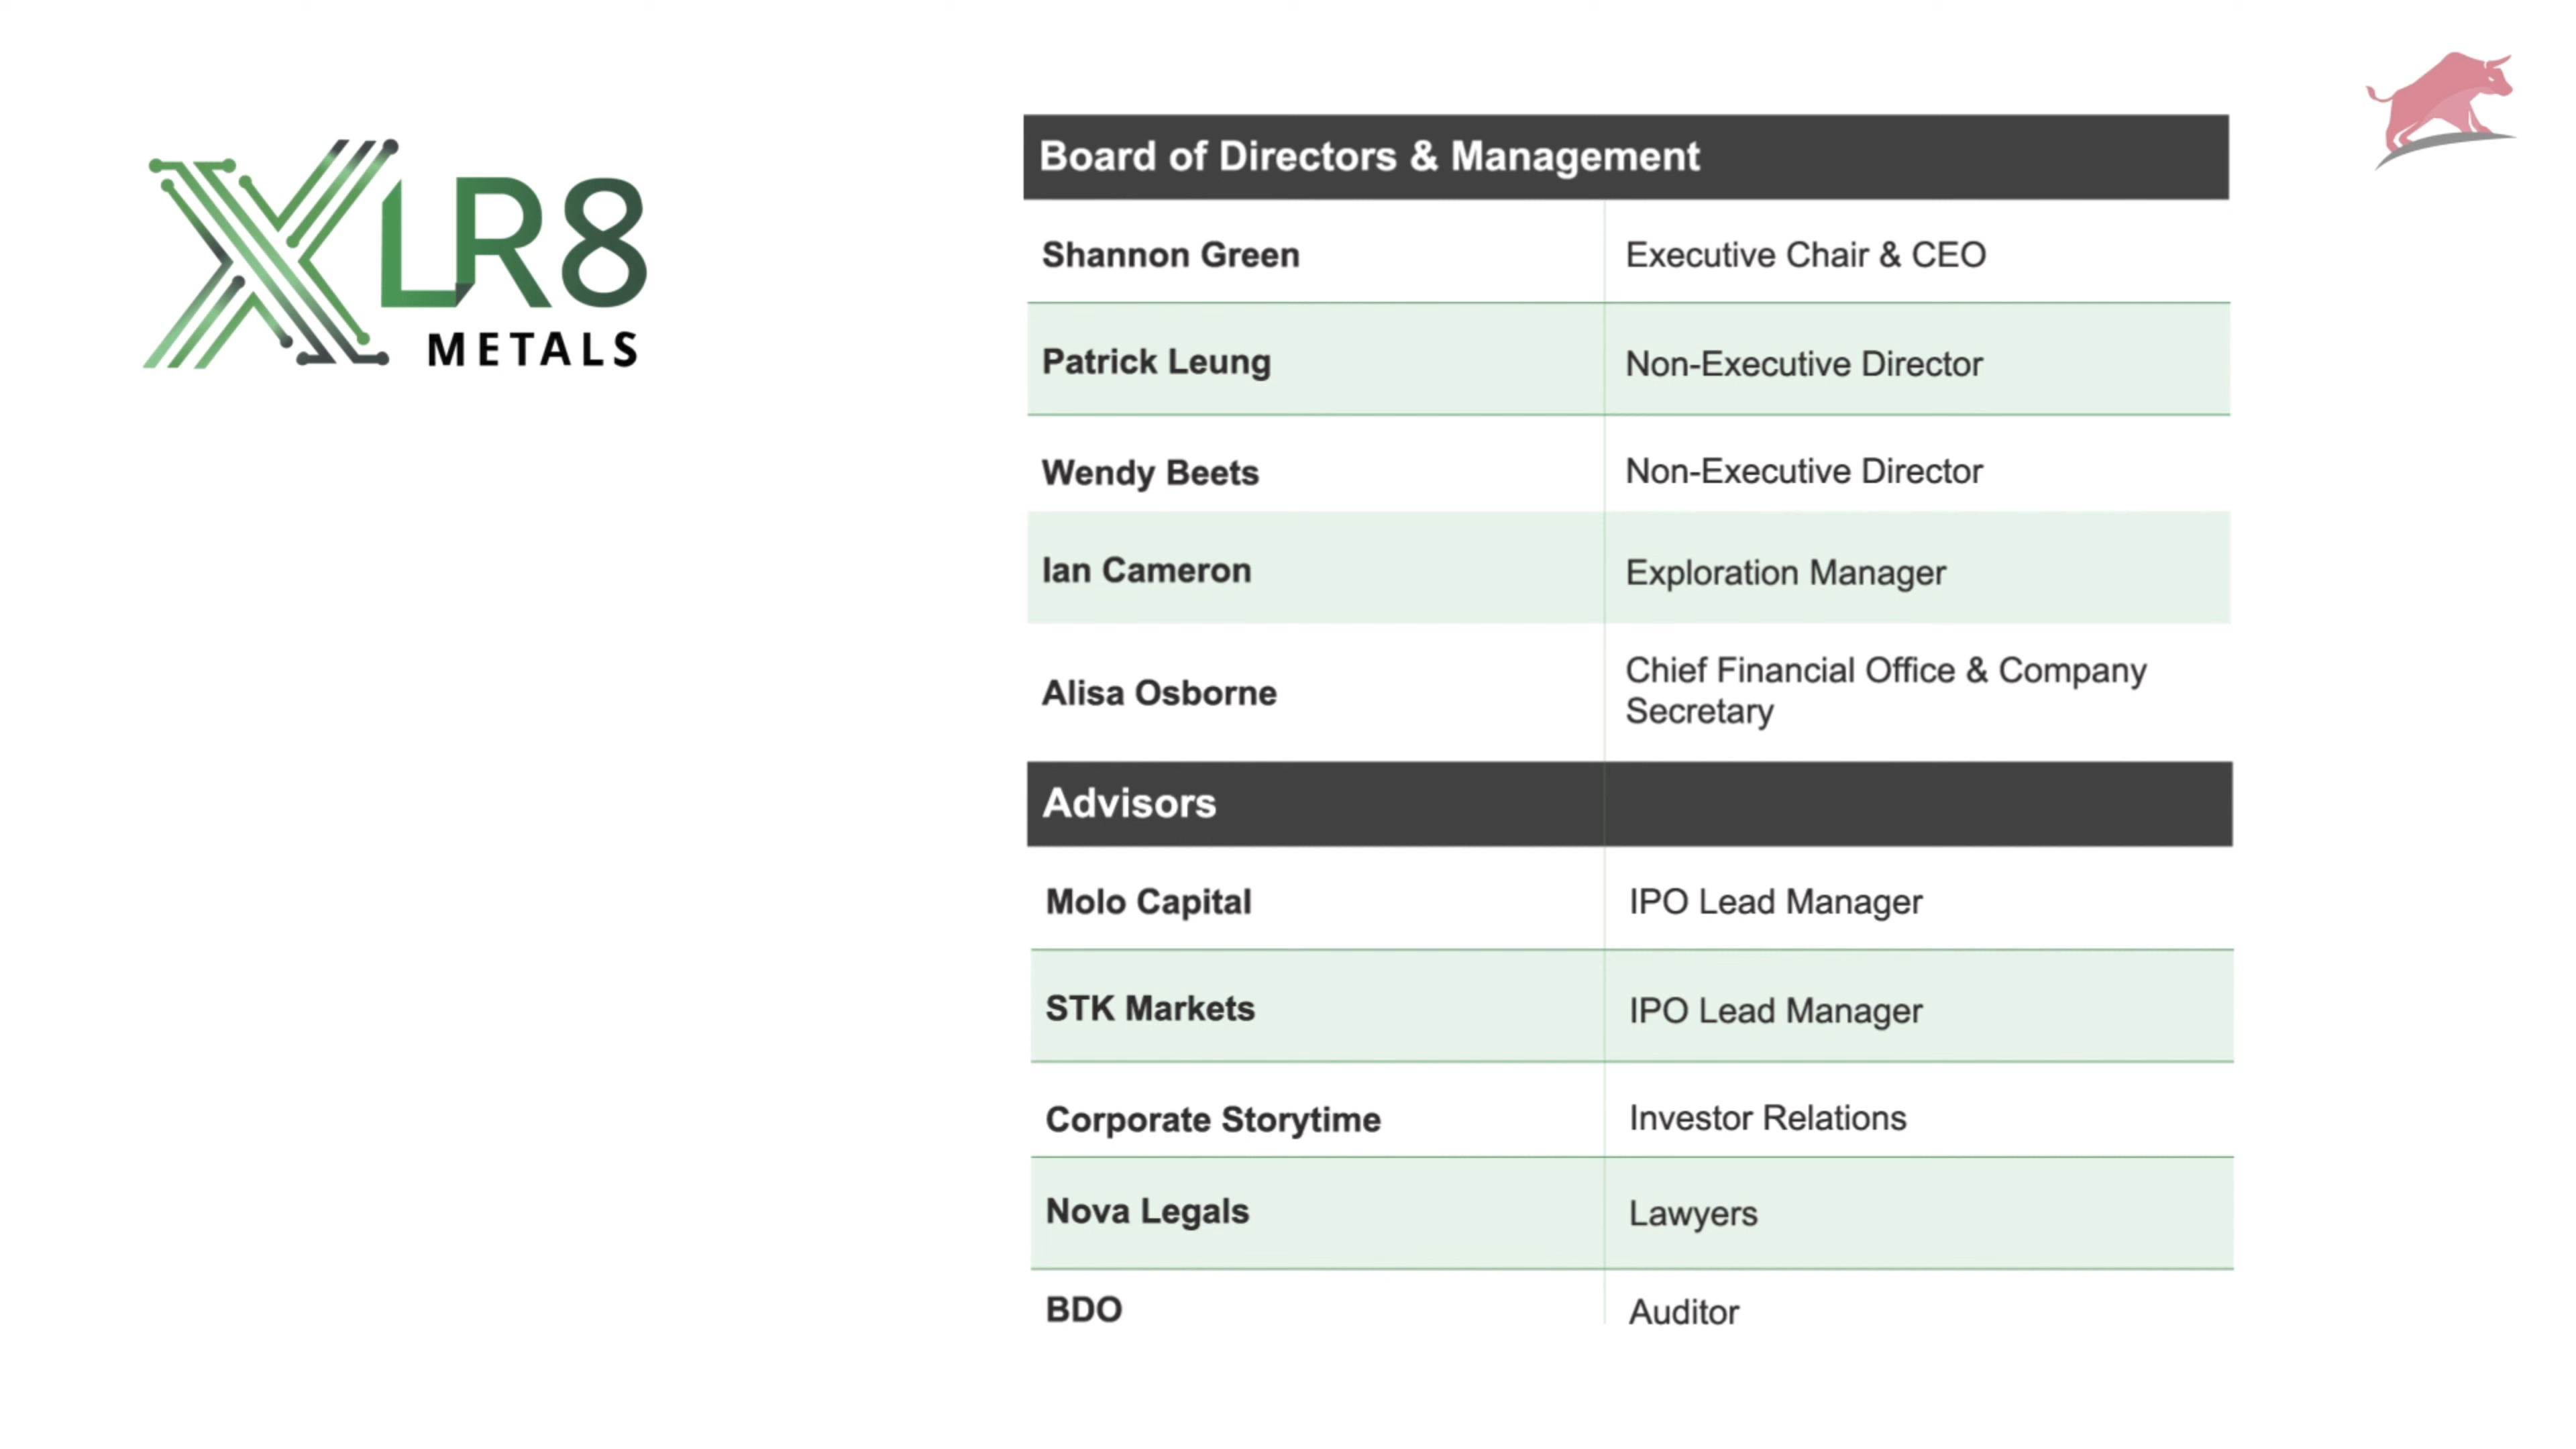 XLR8
METALS
Board of Directors & Management
Shannon Green Executive Chair & CEO
Patrick Leung Non-Executive Director
Wendy Beets Non-Executive Director
Ian Cameron Exploration Manager
Alisa Osborne Chief Financial Office & Company
Secretary
Advisors
Molo Capital IPO Lead Manager
STK Markets IPO Lead Manager
Corporate Storytime Investor Relations
Nova Legals Lawyers
BDO Auditor